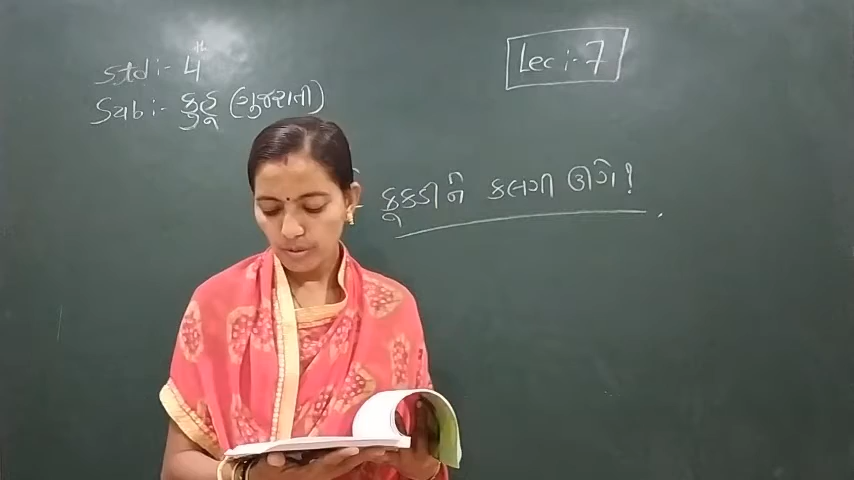 Std :- 4th
Lec :- 7
Sub :- કુહૂ (ગુજરાતી)
કૂકડીને કલગી ઊગે!